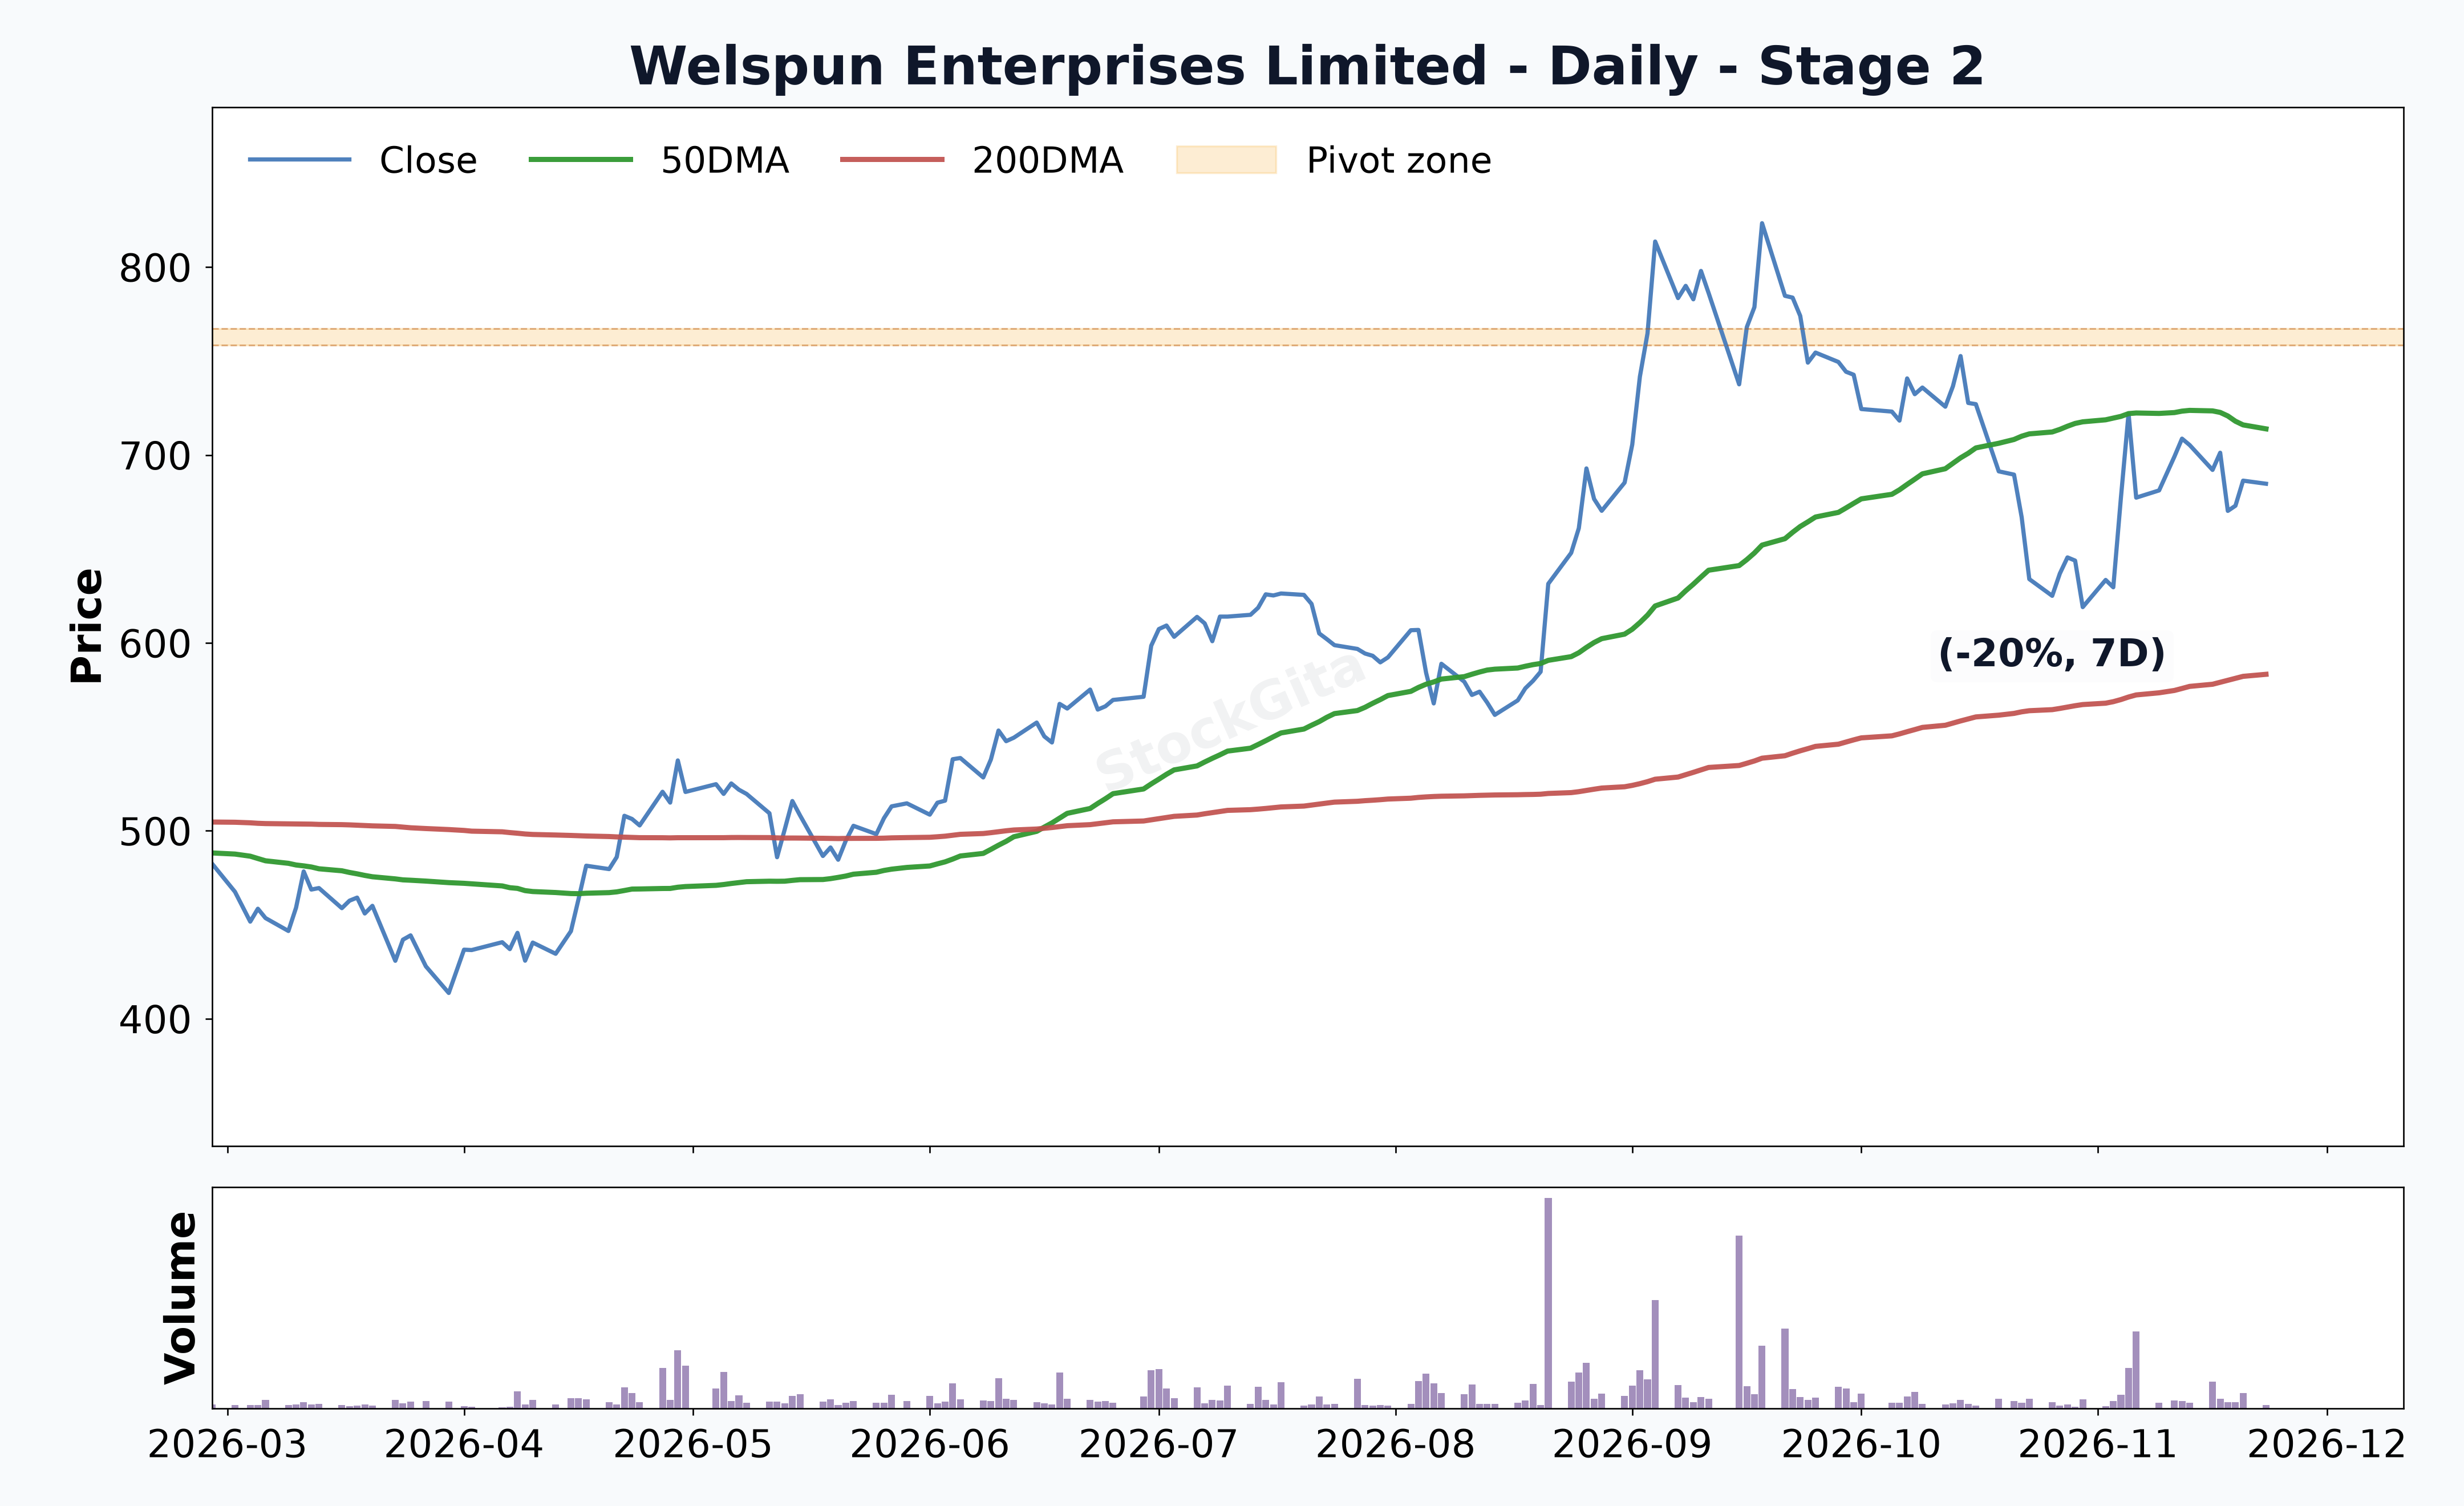 Welspun Enterprises Limited - Daily - Stage 2
Close 50DMA 200DMA Pivot zone
800
700
600
500
400
Price
StockGita
(-20%, 7D)
Volume
2026-03 2026-04 2026-05 2026-06 2026-07 2026-08 2026-09 2026-10 2026-11 2026-12